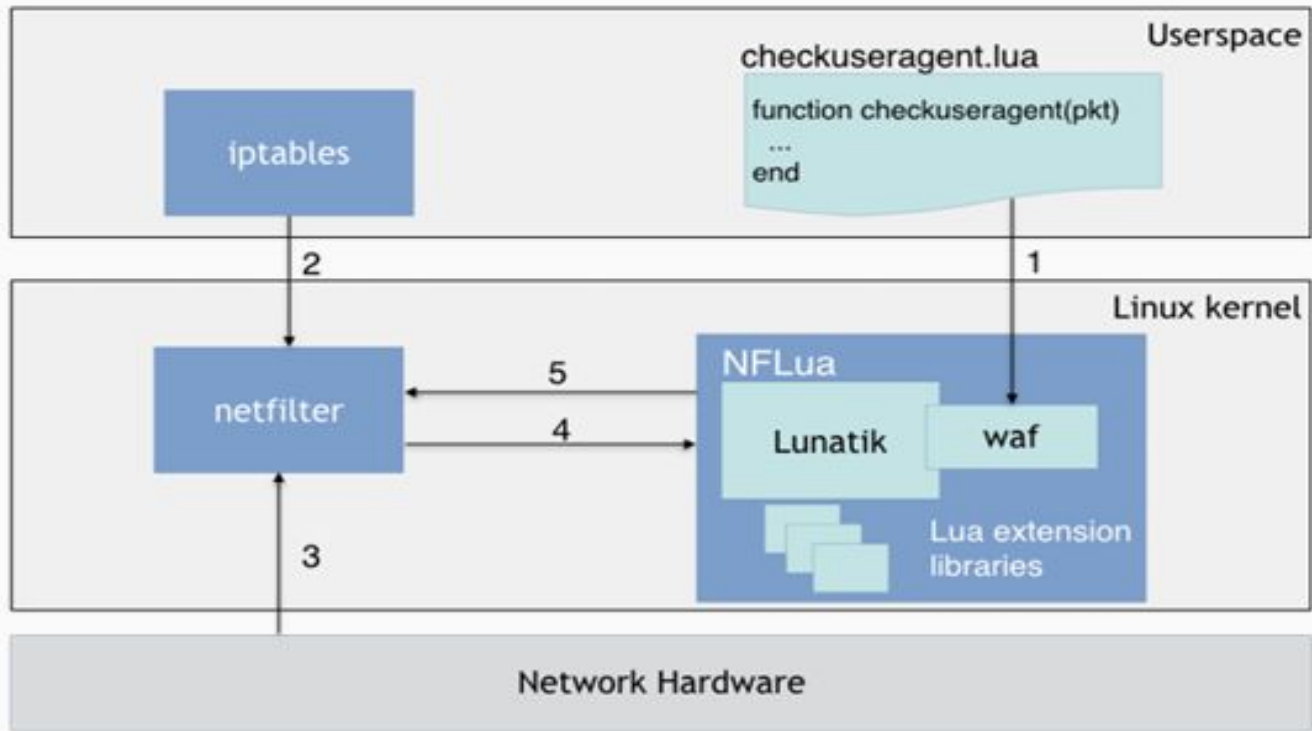 Userspace
checkuseragent.lua
function checkuseragent(pkt)
...
end
iptables
2
1
Linux kernel
netfilter
5
4
NFLua
Lunatik
waf
Lua extension
libraries
3
Network Hardware